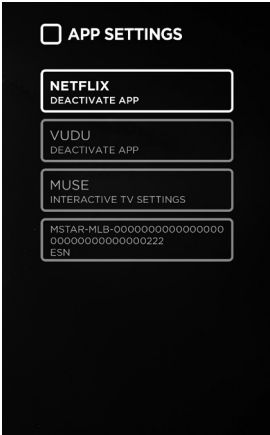 APP SETTINGS
NETFLIX
DEACTIVATE APP
VUDU
DEACTIVATE APP
MUSE
INTERACTIVE TV SETTINGS
MSTAR-MLB-0000000000000000
00000000000000222
ESN